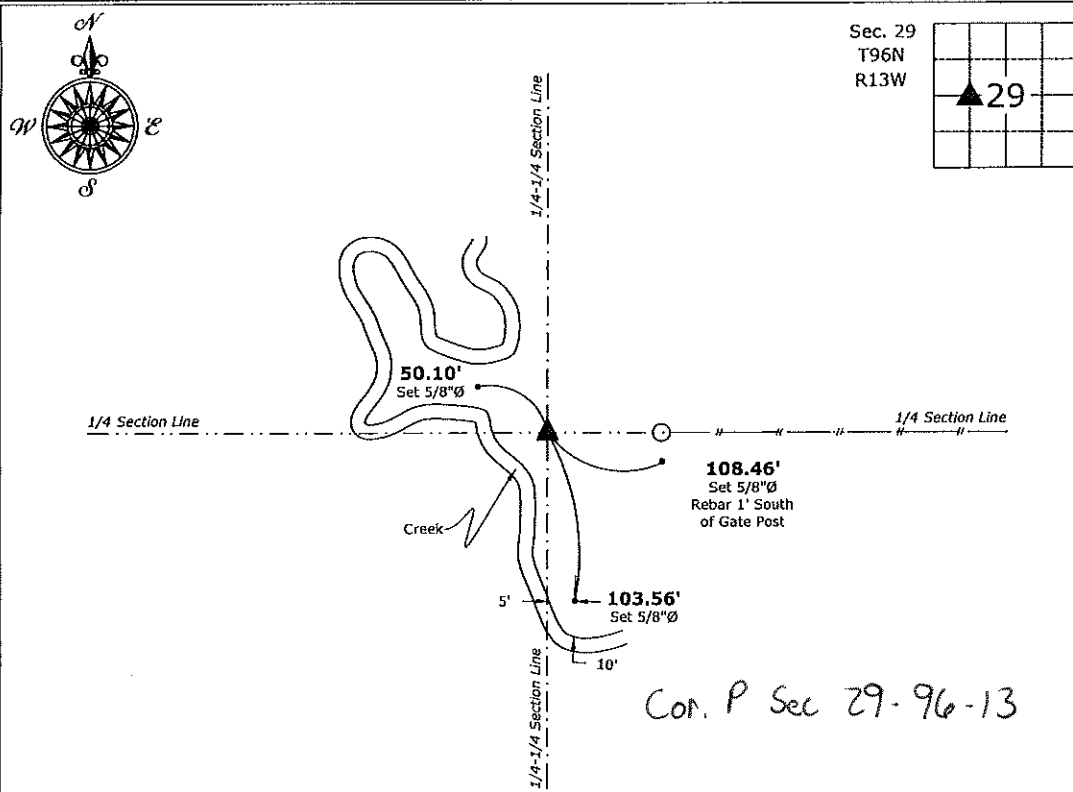 N
W
E
S
Sec. 29
T96N
R13W
29
1/4-1/4 Section Line
50.10'
Set 5/8"Ø
1/4 Section Line
1/4 Section Line
108.46'
Set 5/8"Ø
Rebar 1' South
of Gate Post
Creek
5'
103.56'
Set 5/8"Ø
10'
1/4-1/4 Section Line
Cor. P Sec 29-96-13